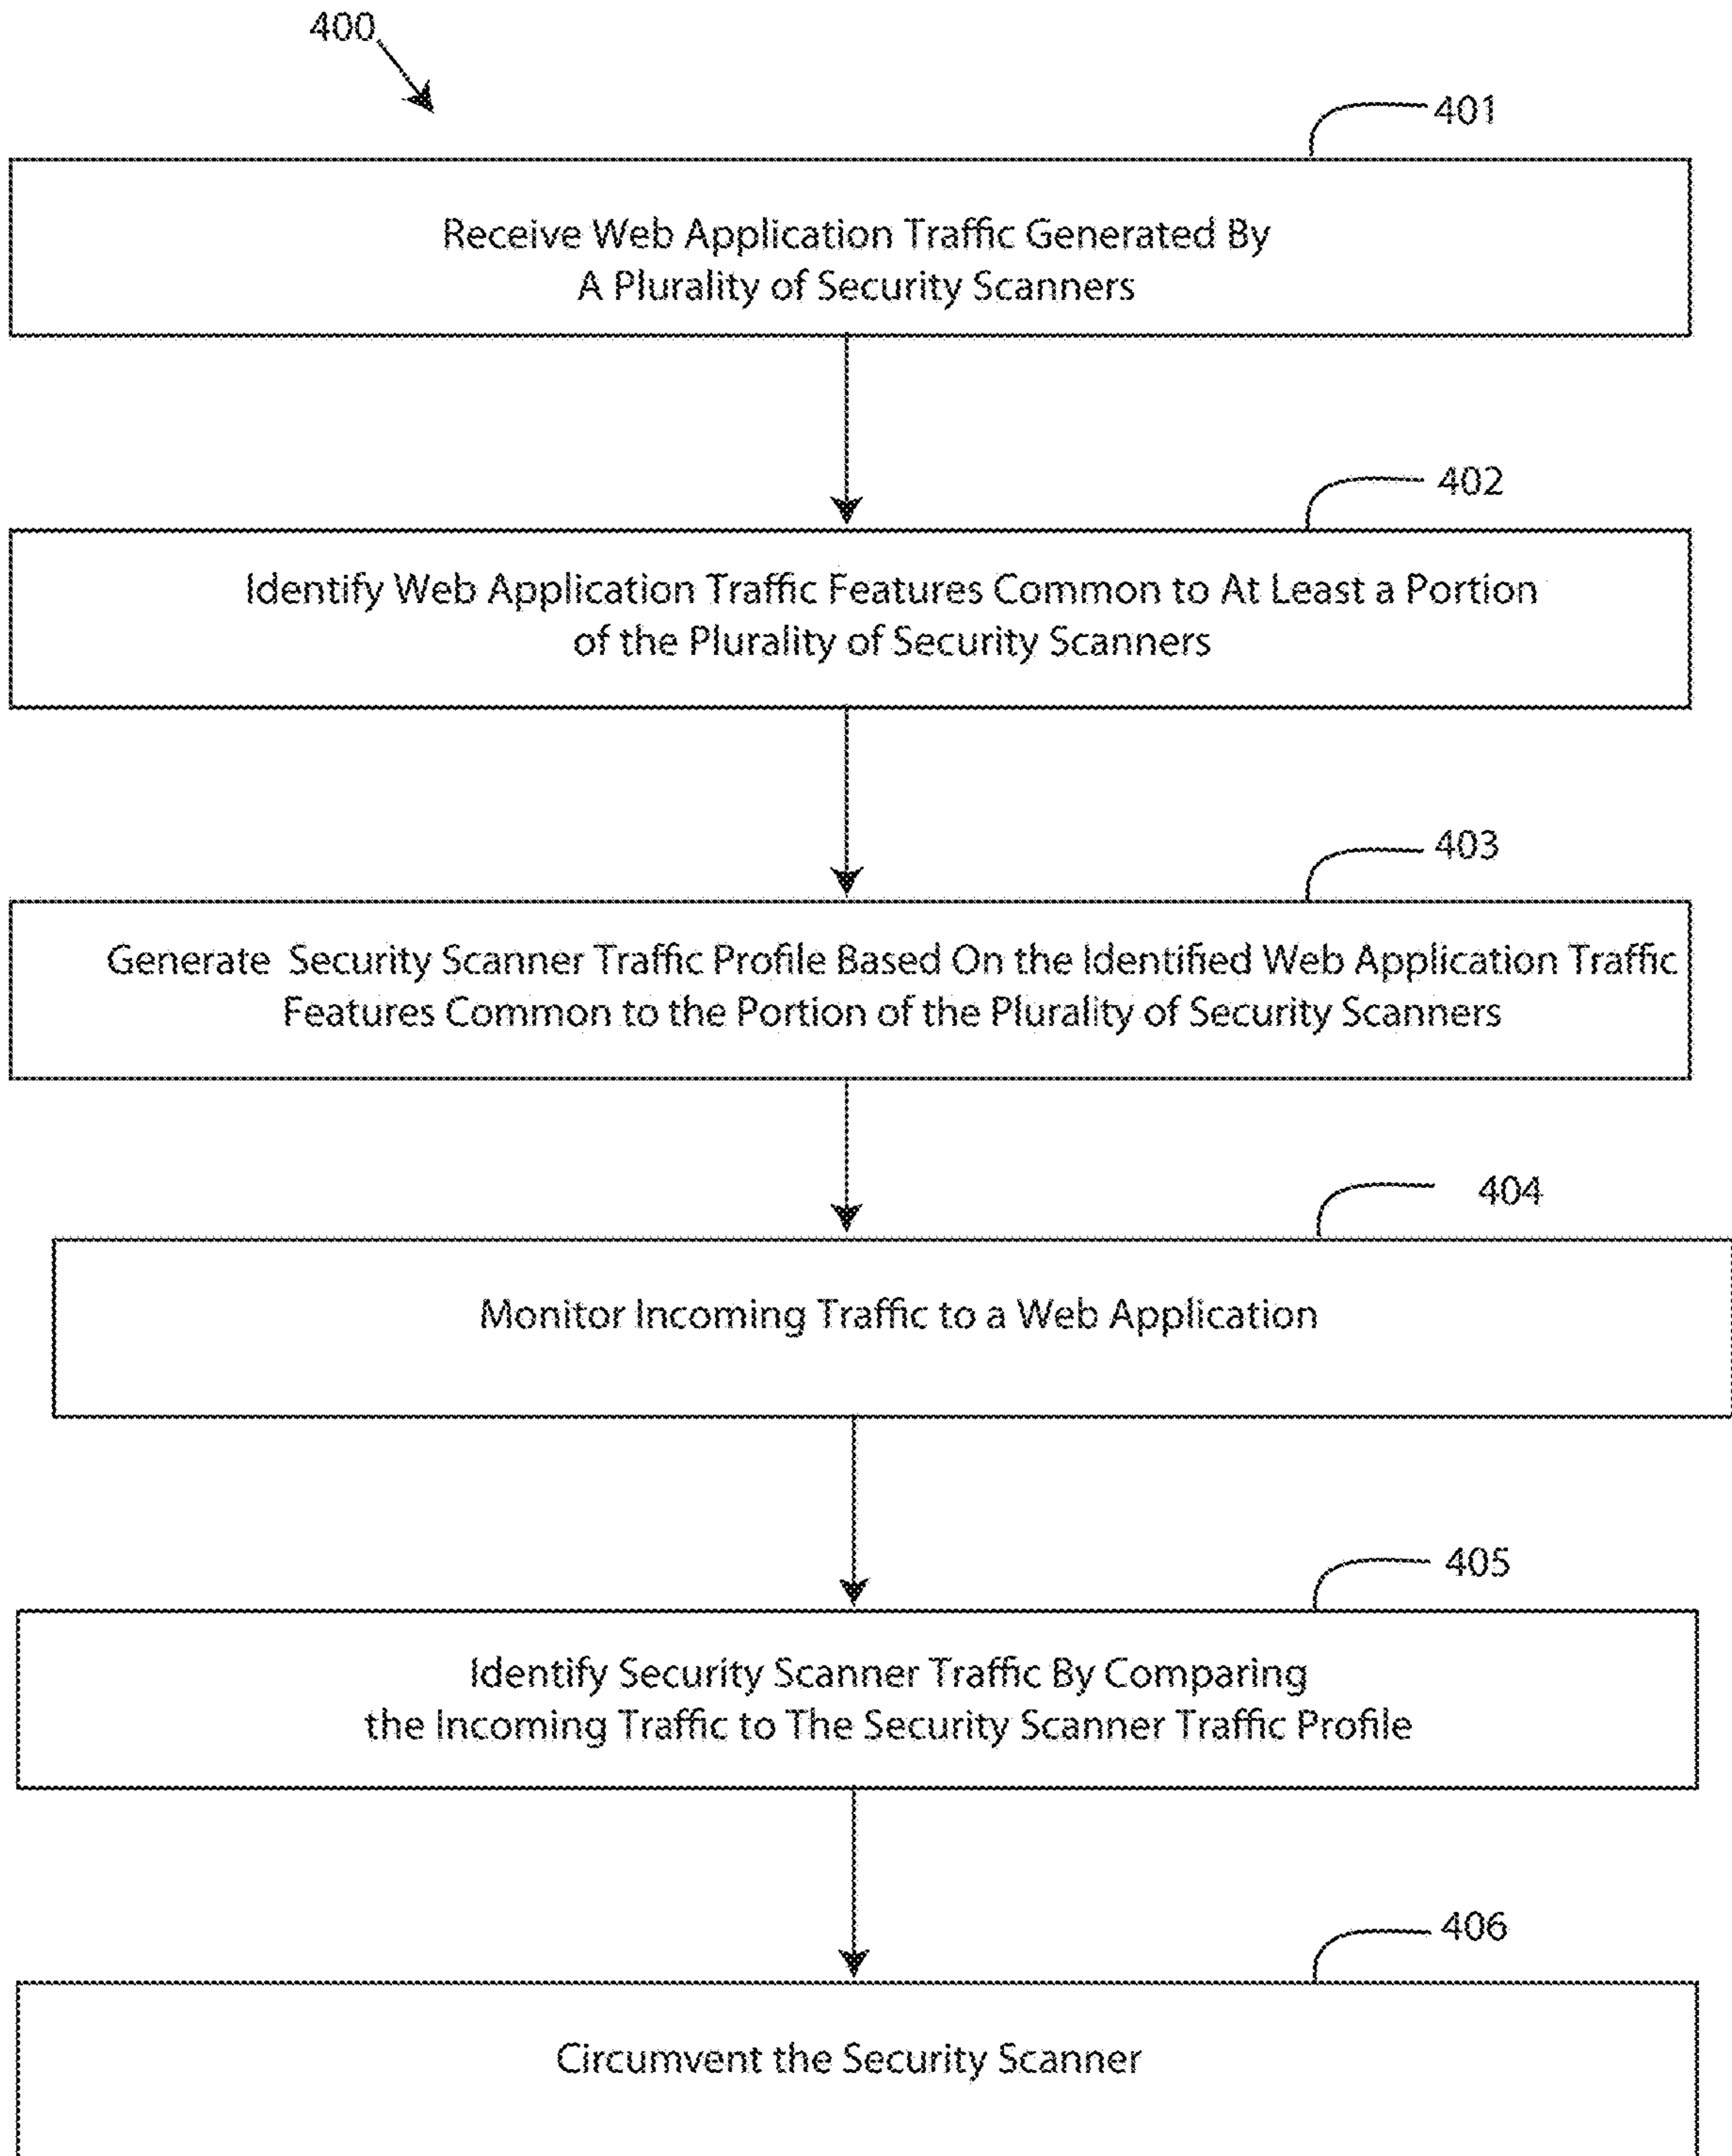 400
401
Receive Web Application Traffic Generated By
A Plurality of Security Scanners
402
Identify Web Application Traffic Features Common to At Least a Portion
of the Plurality of Security Scanners
403
Generate Security Scanner Traffic Profile Based On the Identified Web Application Traffic
Features Common to the Portion of the Plurality of Security Scanners
404
Monitor Incoming Traffic to a Web Application
405
Identify Security Scanner Traffic By Comparing
the Incoming Traffic to The Security Scanner Traffic Profile
406
Circumvent the Security Scanner